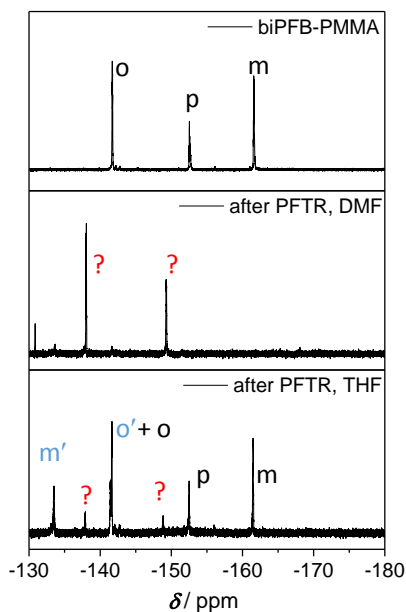 biPFB-PMMA
o
p
m
after PFTR, DMF
?
?
after PFTR, THF
o′+ o
m′
?
?
p
m
-130 -140 -150 -160 -170 -180
δ/ ppm